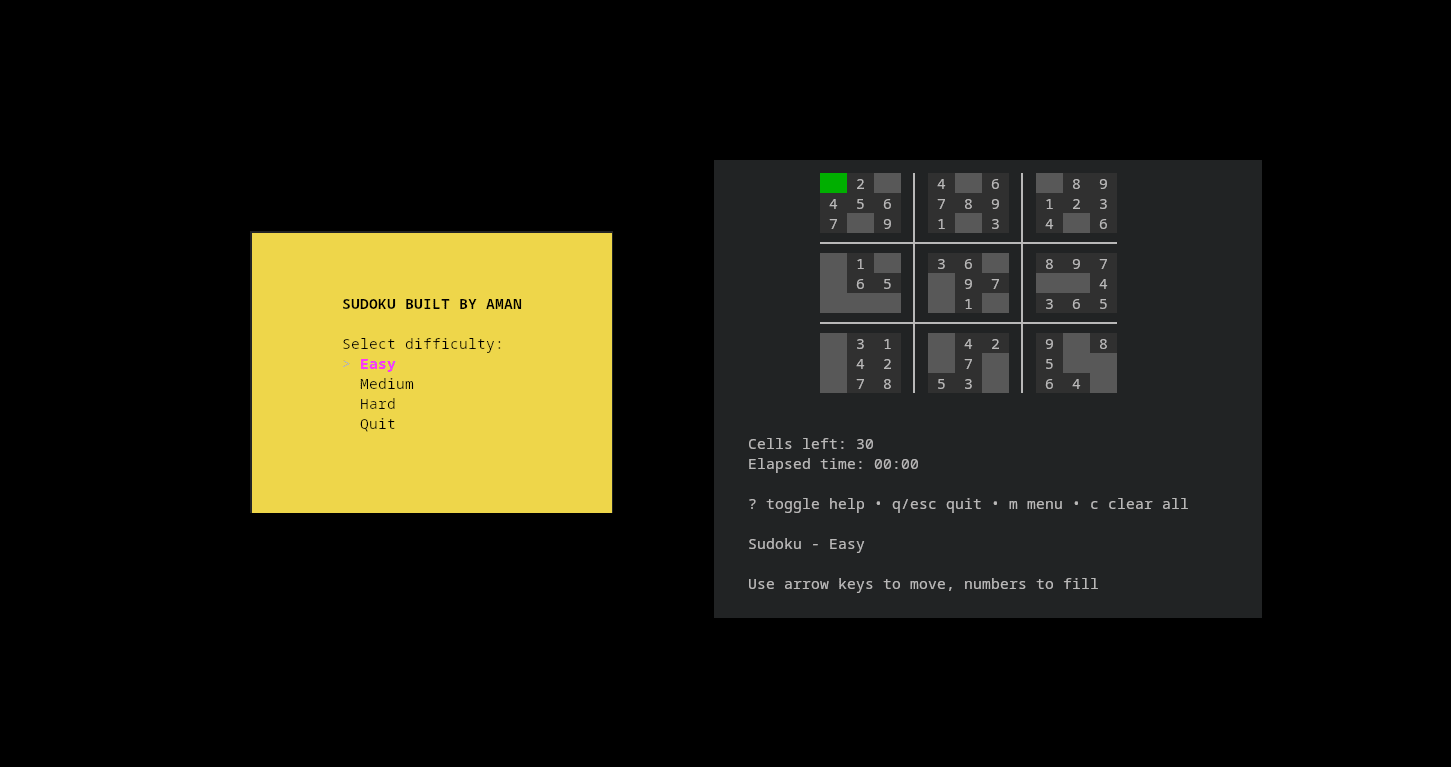 SUDOKU BUILT BY AMAN
Select difficulty:
> Easy
Medium
Hard
Quit
2 4 6 8 9
4 5 6 7 8 9 1 2 3
7 9 1 3 4 6
1 3 6 8 9 7
6 5 9 7 4
1 3 6 5
3 1 4 2 9 8
4 2 7 5
7 8 5 3 6 4
Cells left: 30
Elapsed time: 00:00
? toggle help • q/esc quit • m menu • c clear all
Sudoku - Easy
Use arrow keys to move, numbers to fill